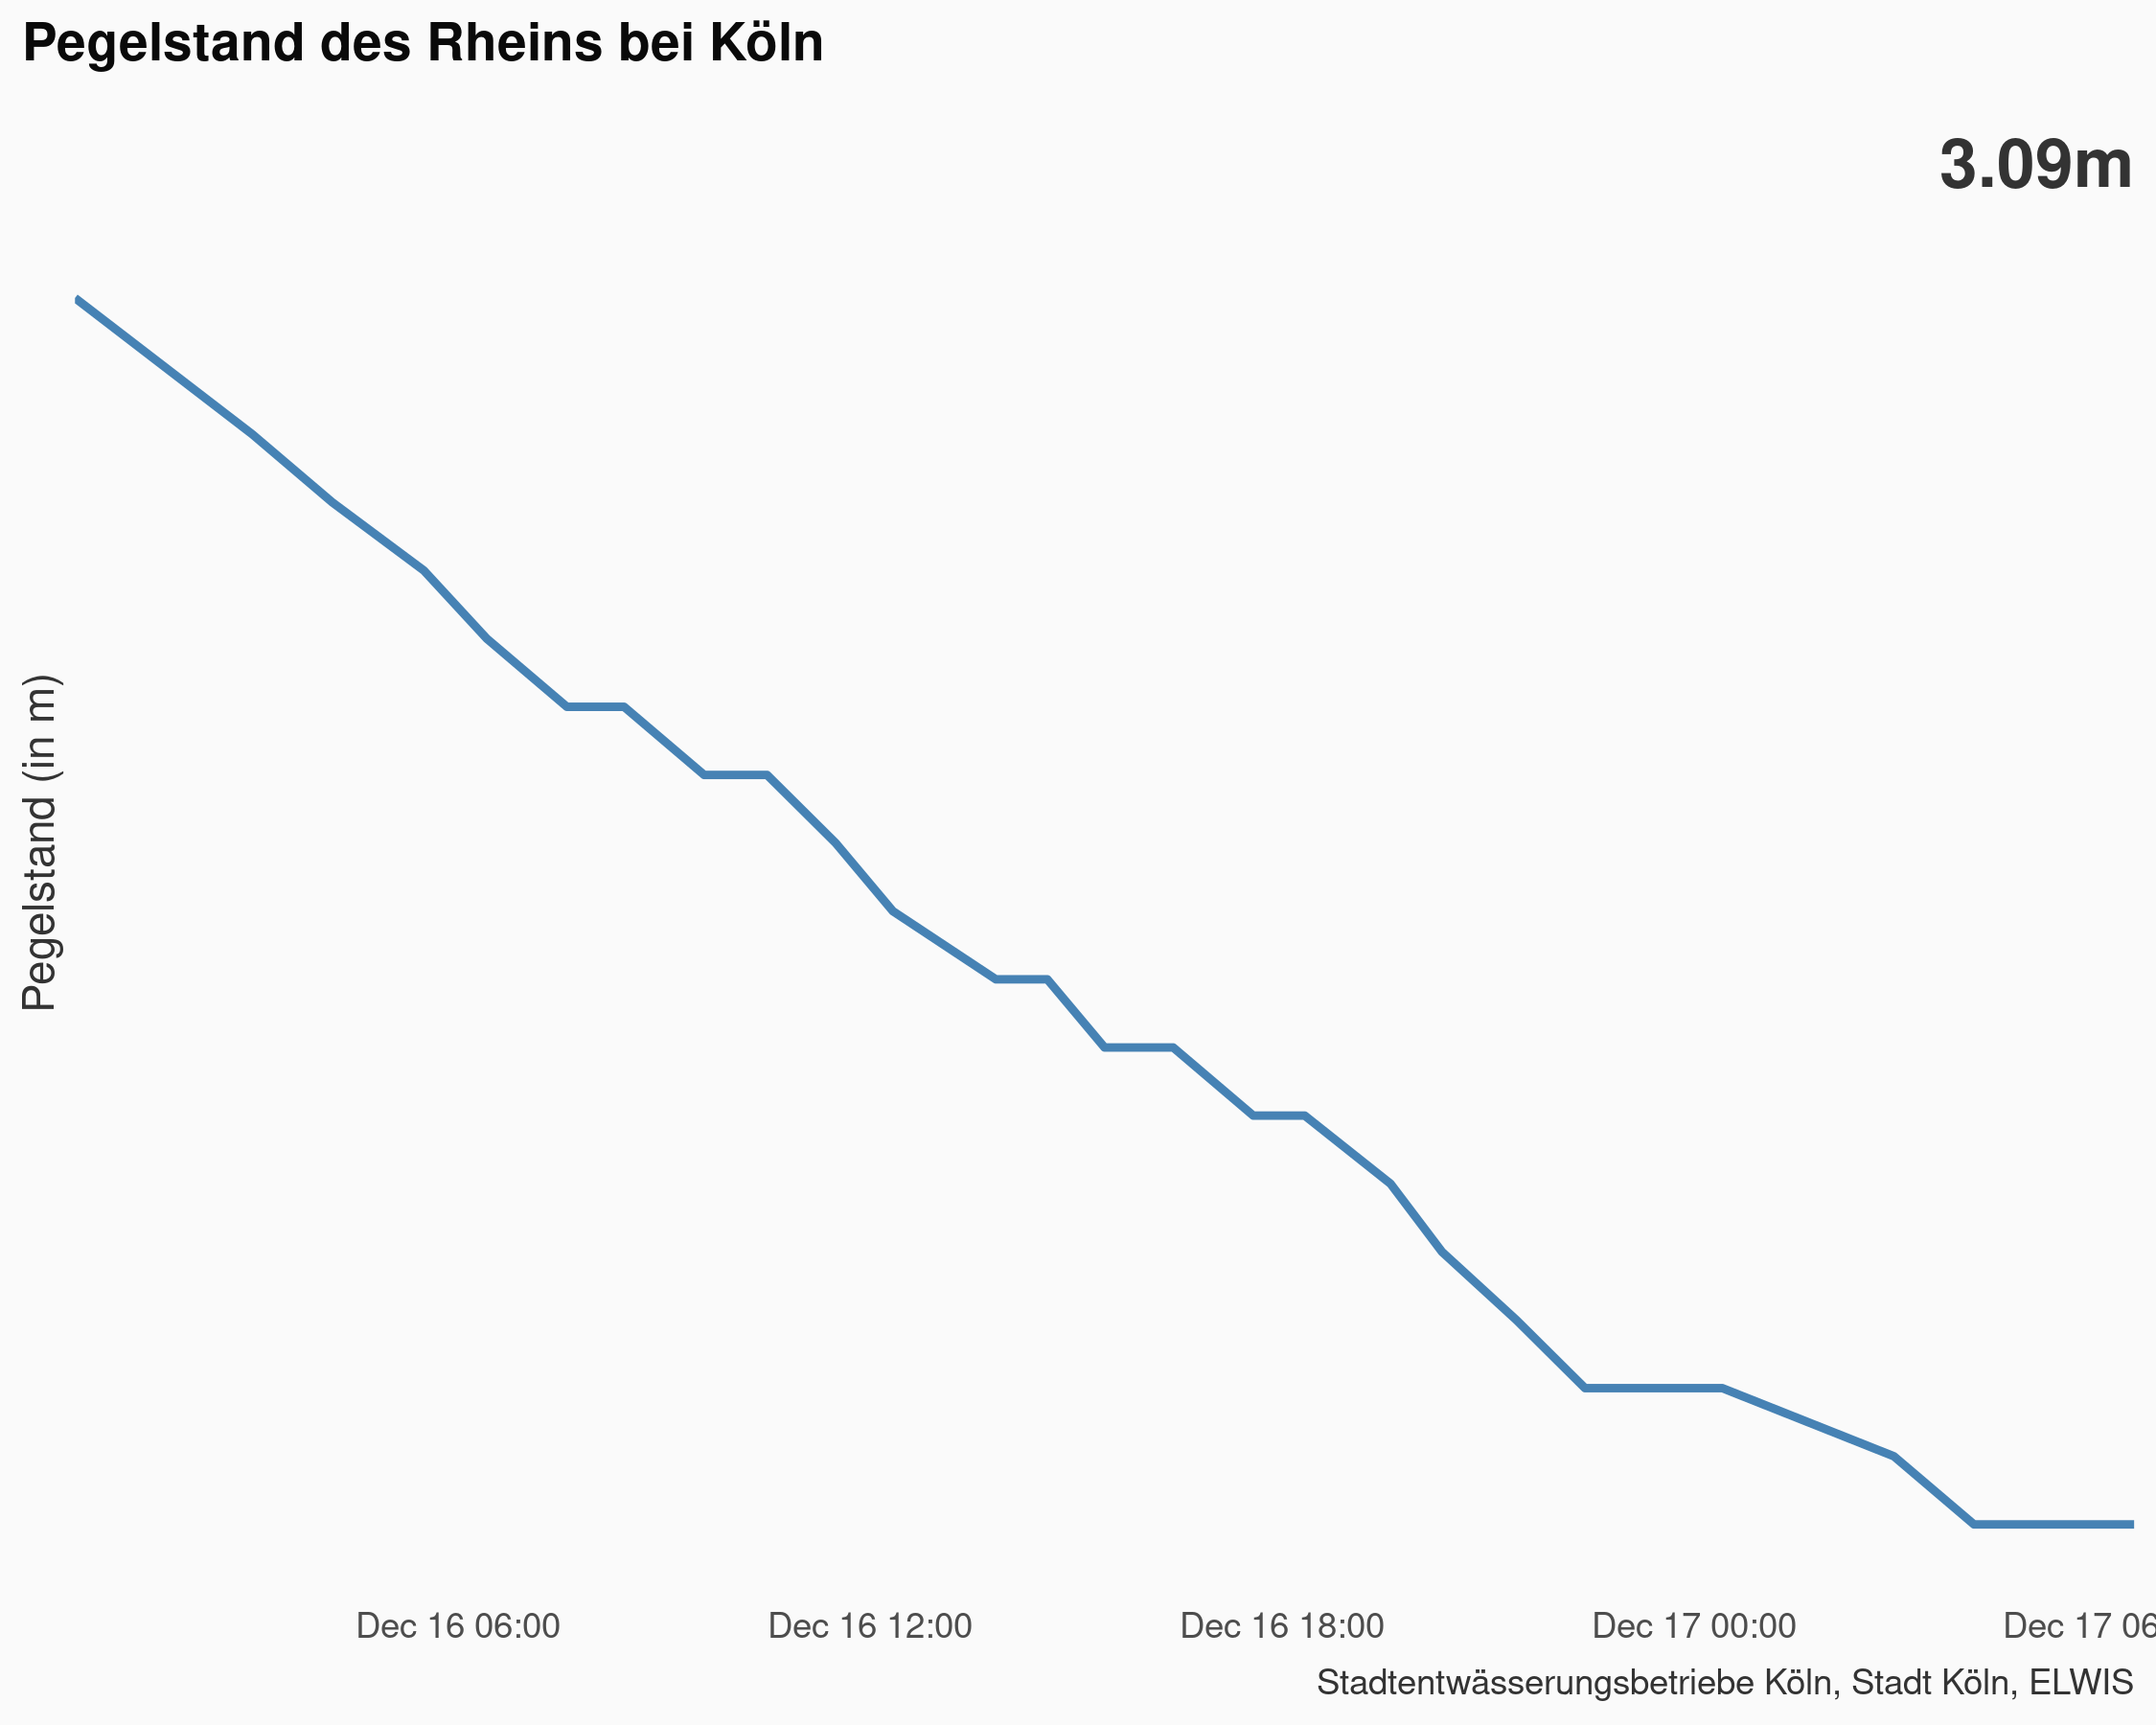 Pegelstand des Rheins bei Köln
3.09m
Pegelstand (in m)
Dec 16 06:00
Dec 16 12:00
Dec 16 18:00
Dec 17 00:00
Dec 17 06
Stadtentwässerungsbetriebe Köln, Stadt Köln, ELWIS